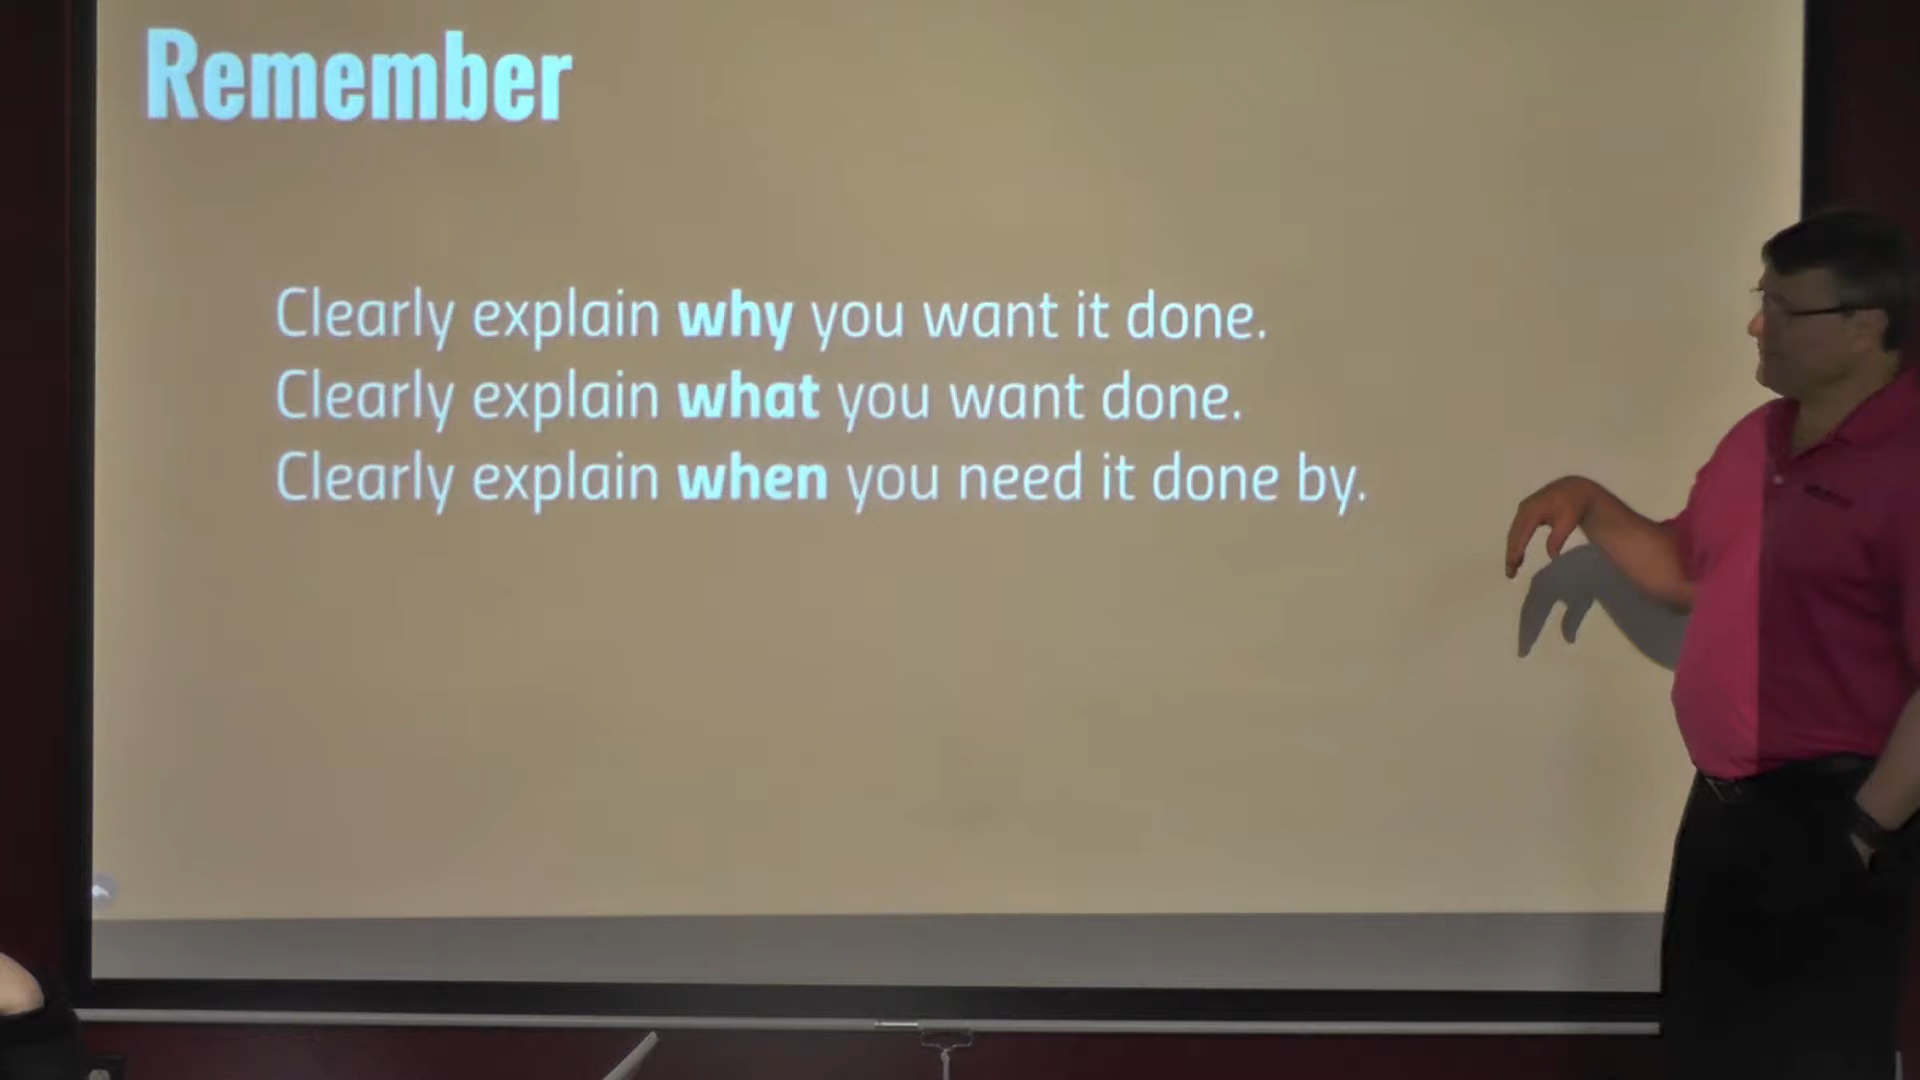 Remember
Clearly explain why you want it done.
Clearly explain what you want done.
Clearly explain when you need it done by.